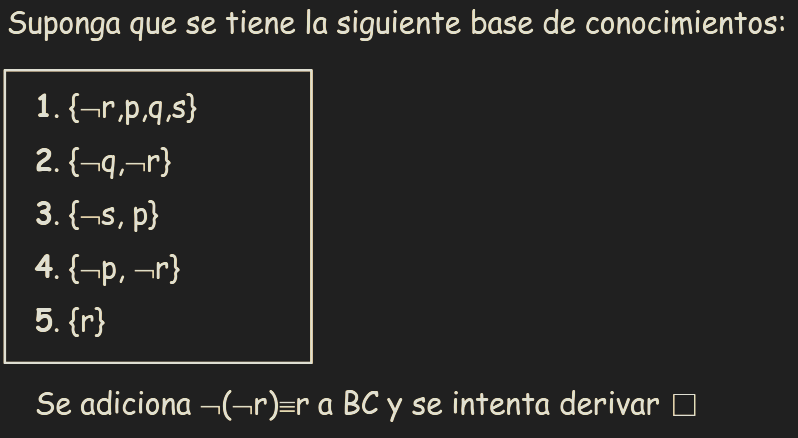 Suponga que se tiene la siguiente base de conocimientos:
1. {¬r,p,q,s}
2. {¬q,¬r}
3. {¬s, p}
4. {¬p, ¬r}
5. {r}
Se adiciona ¬(¬r)≡r a BC y se intenta derivar □